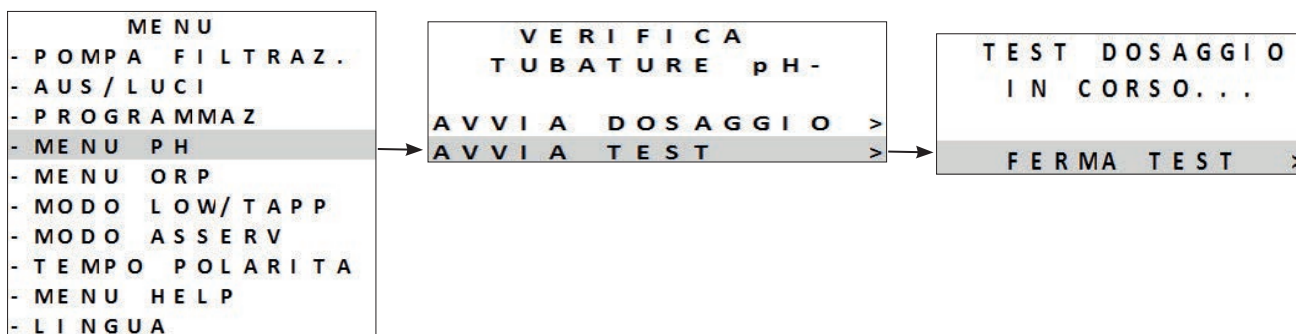 MENU
- POMPA FILTRAZ.
- AUS/LUCI
- PROGRAMMAZ
- MENU PH
- MENU ORP
- MODO LOW/TAPP
- MODO ASSERV
- TEMPO POLARITA
- MENU HELP
- LINGUA
VERIFICA
TUBATURE pH-
AVVIA DOSAGGIO >
AVVIA TEST >
TEST DOSAGGIO
IN CORSO...
FERMA TEST >